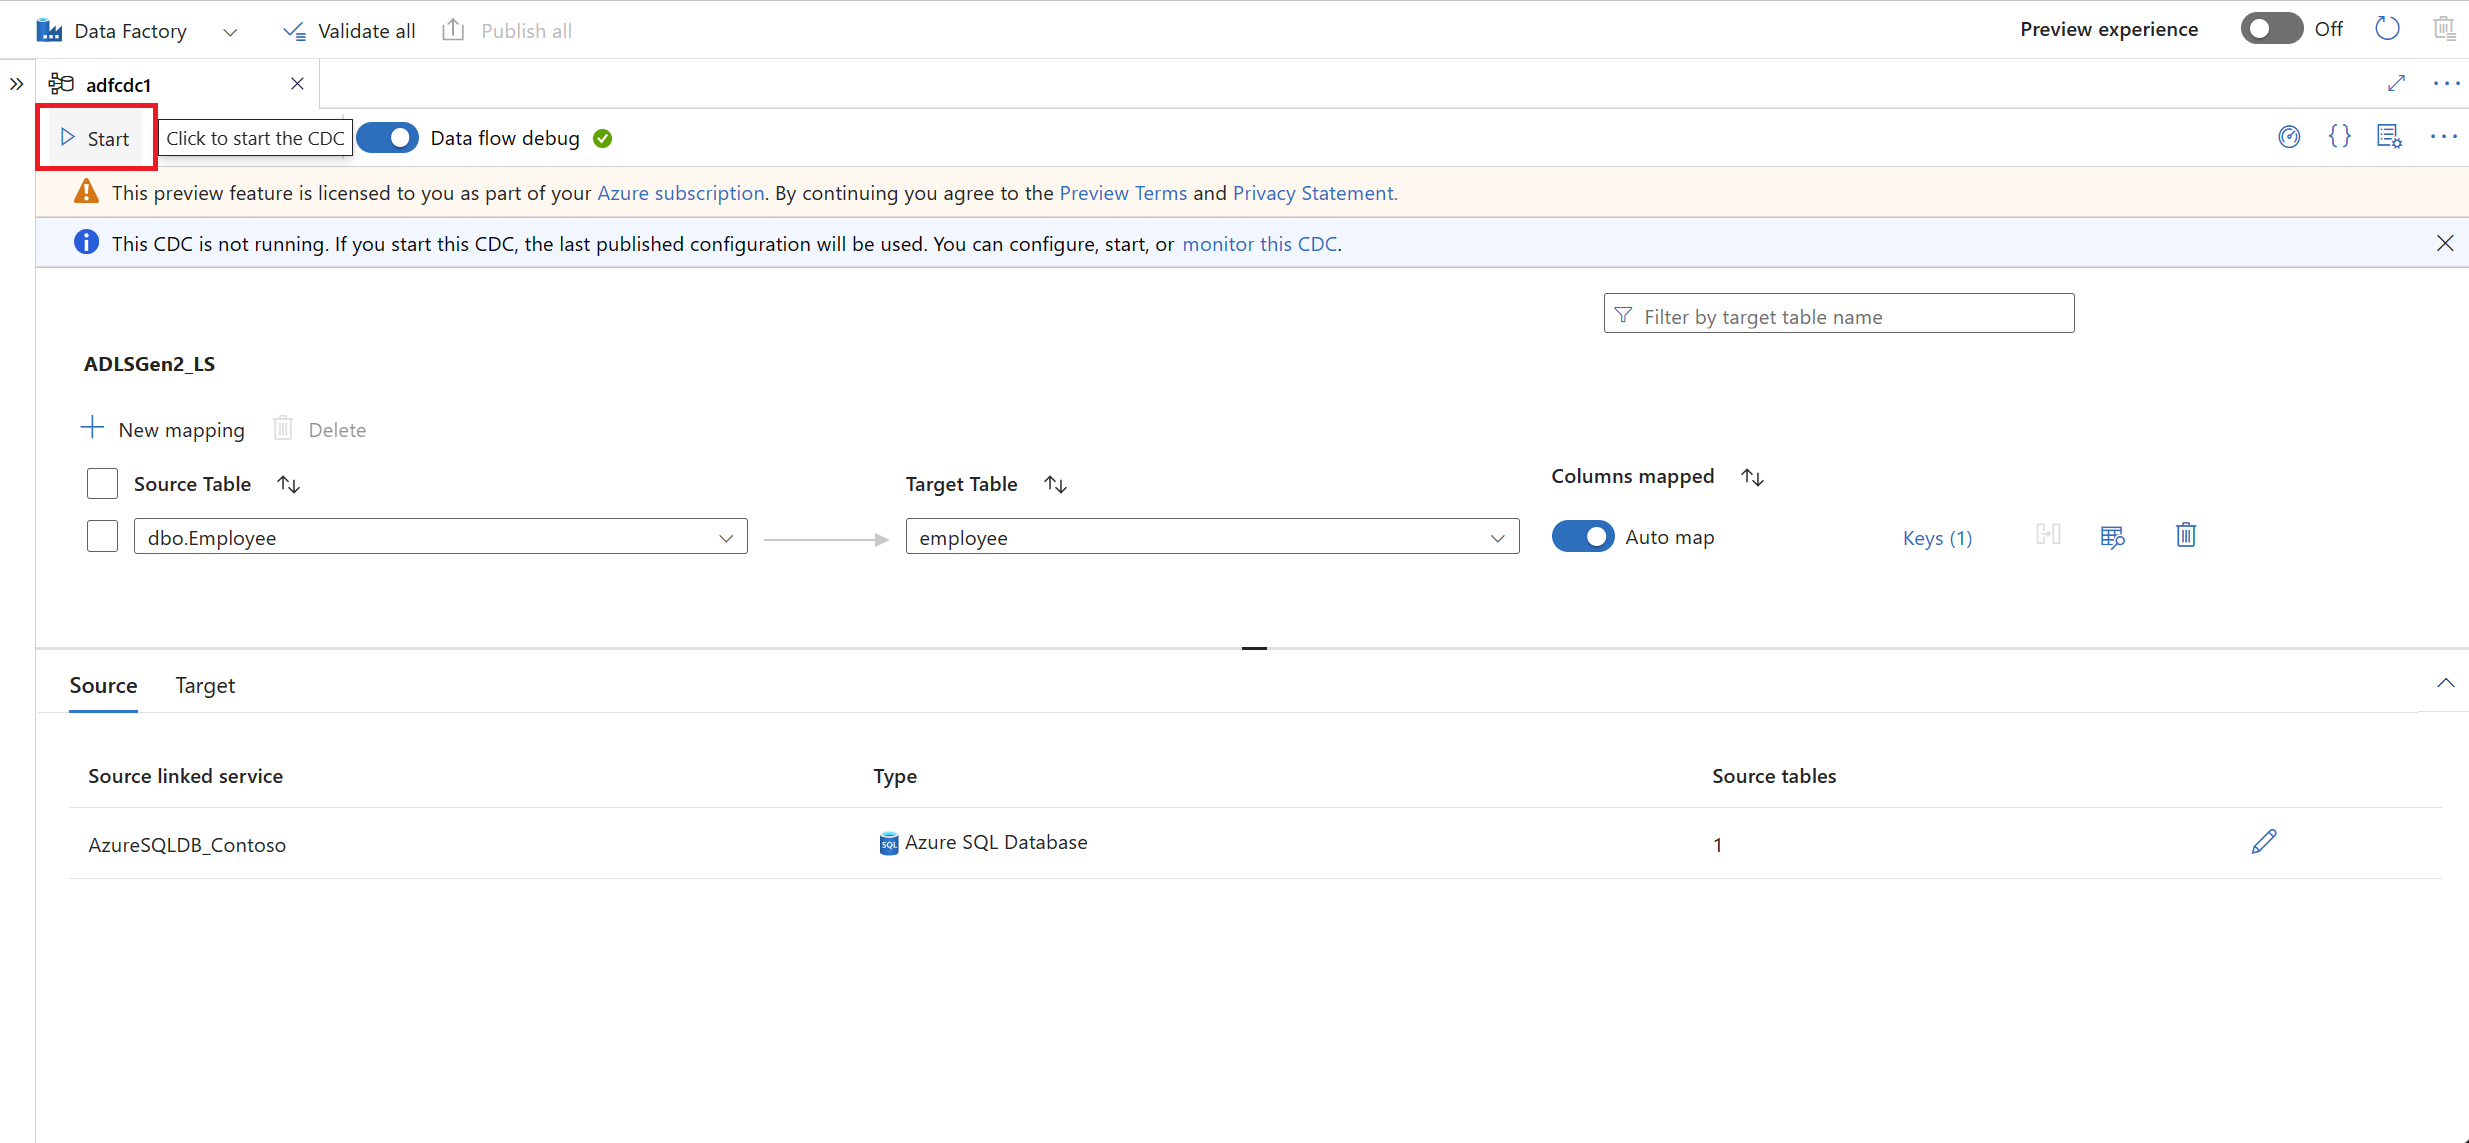 Data Factory Validate all Publish all Preview experience Off
adfcdc1
Start Click to start the CDC Data flow debug
This preview feature is licensed to you as part of your Azure subscription. By continuing you agree to the Preview Terms and Privacy Statement.
This CDC is not running. If you start this CDC, the last published configuration will be used. You can configure, start, or monitor this CDC.
Filter by target table name
ADLSGen2_LS
New mapping Delete
Source Table Target Table Columns mapped
dbo.Employee employee Auto map Keys (1)
Source Target
Source linked service Type Source tables
AzureSQLDB_Contoso SQL Azure SQL Database 1